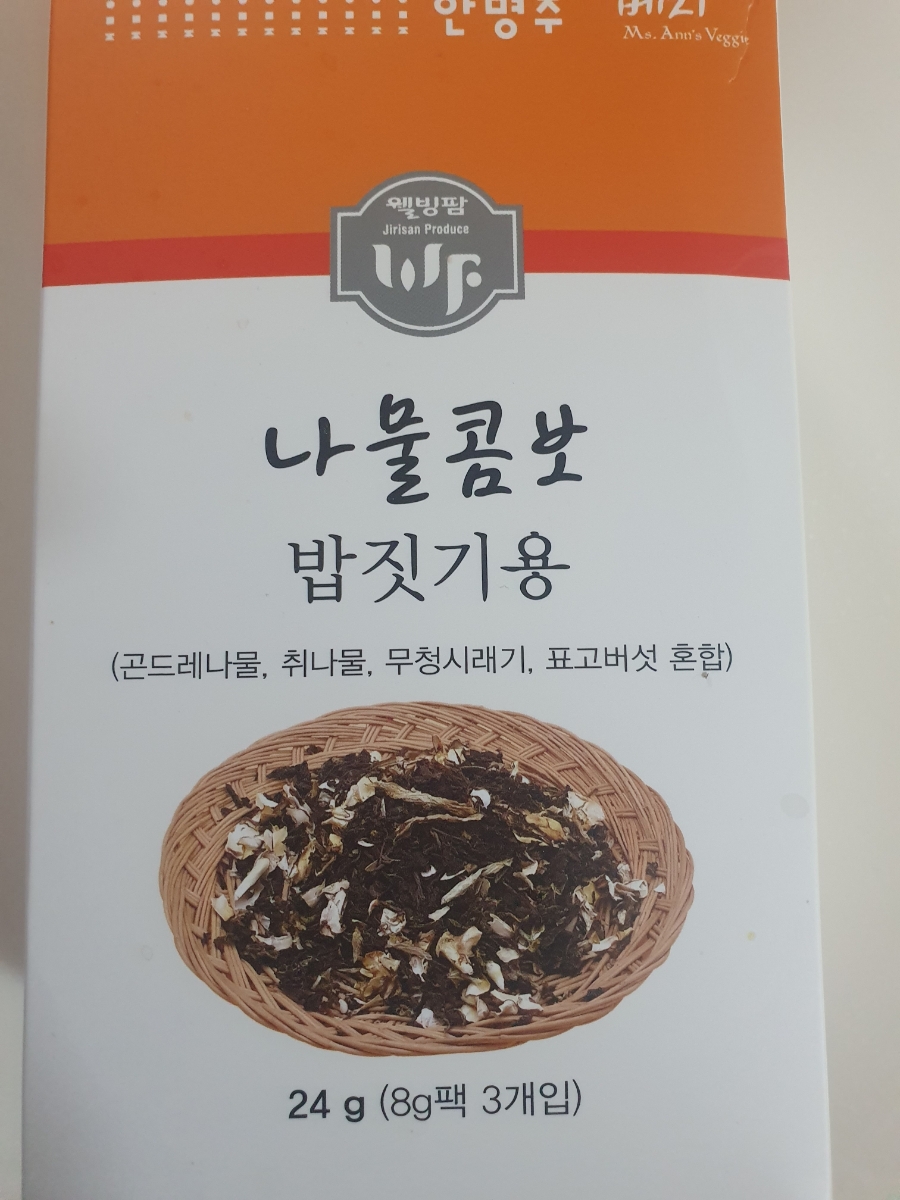 안명주
Ms. Ann's Veggie
웰빙팜
Jirisan Produce
WF
나물콤보
밥짓기용
(곤드레나물, 취나물, 무청시래기, 표고버섯 혼합)
24 g (8g팩 3개입)